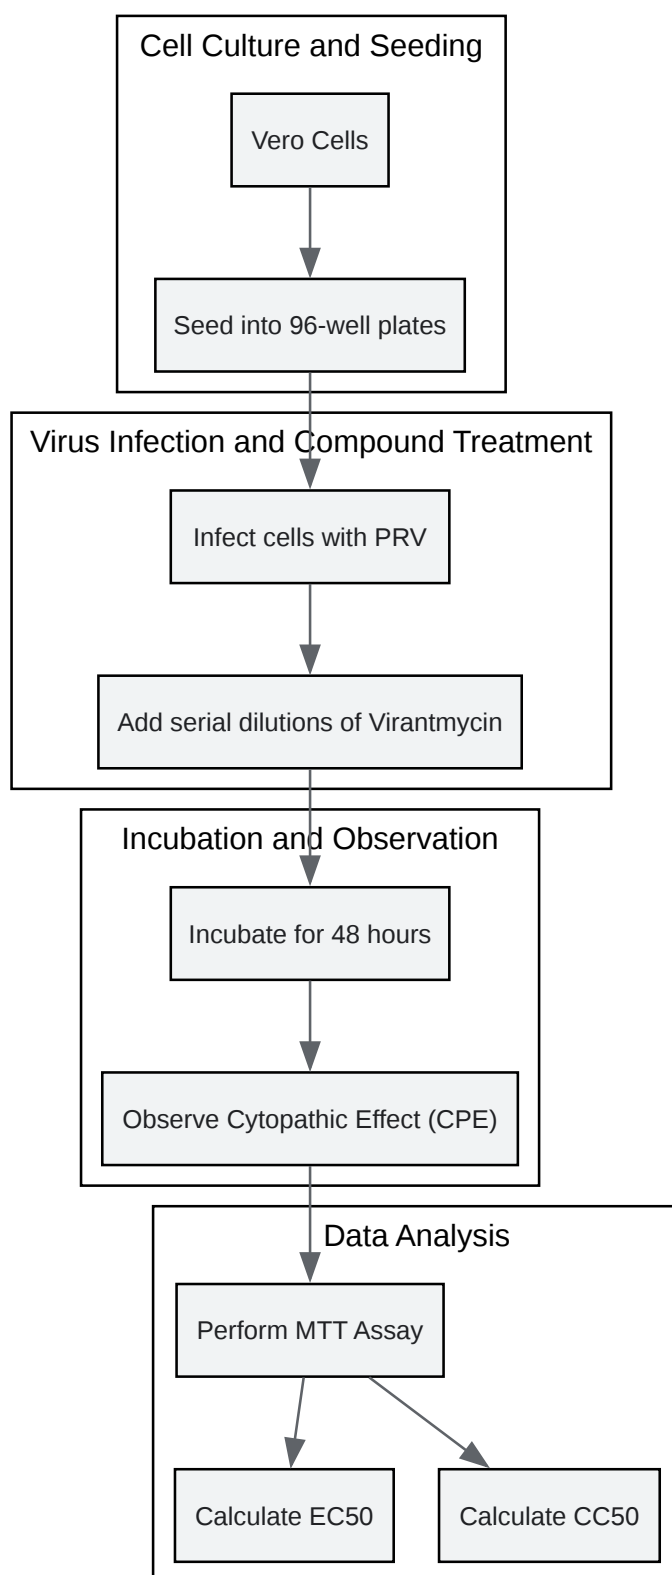 Cell Culture and Seeding
Vero Cells
Seed into 96-well plates
Virus Infection and Compound Treatment
Infect cells with PRV
Add serial dilutions of Virantmycin
Incubation and Observation
Incubate for 48 hours
Observe Cytopathic Effect (CPE)
Data Analysis
Perform MTT Assay
Calculate EC50
Calculate CC50